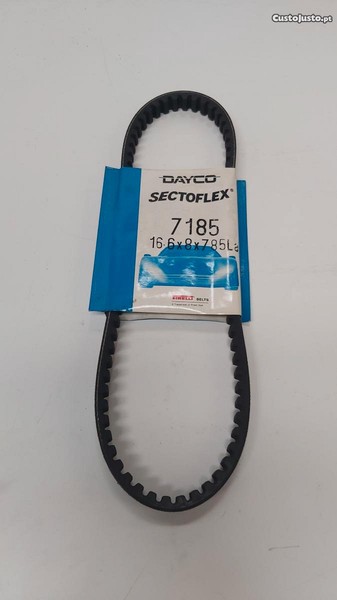 CustoJusto.pt
DAYCO
SECTOFLEX®
7185
16.6x8x785La
PIRELLI BELTS